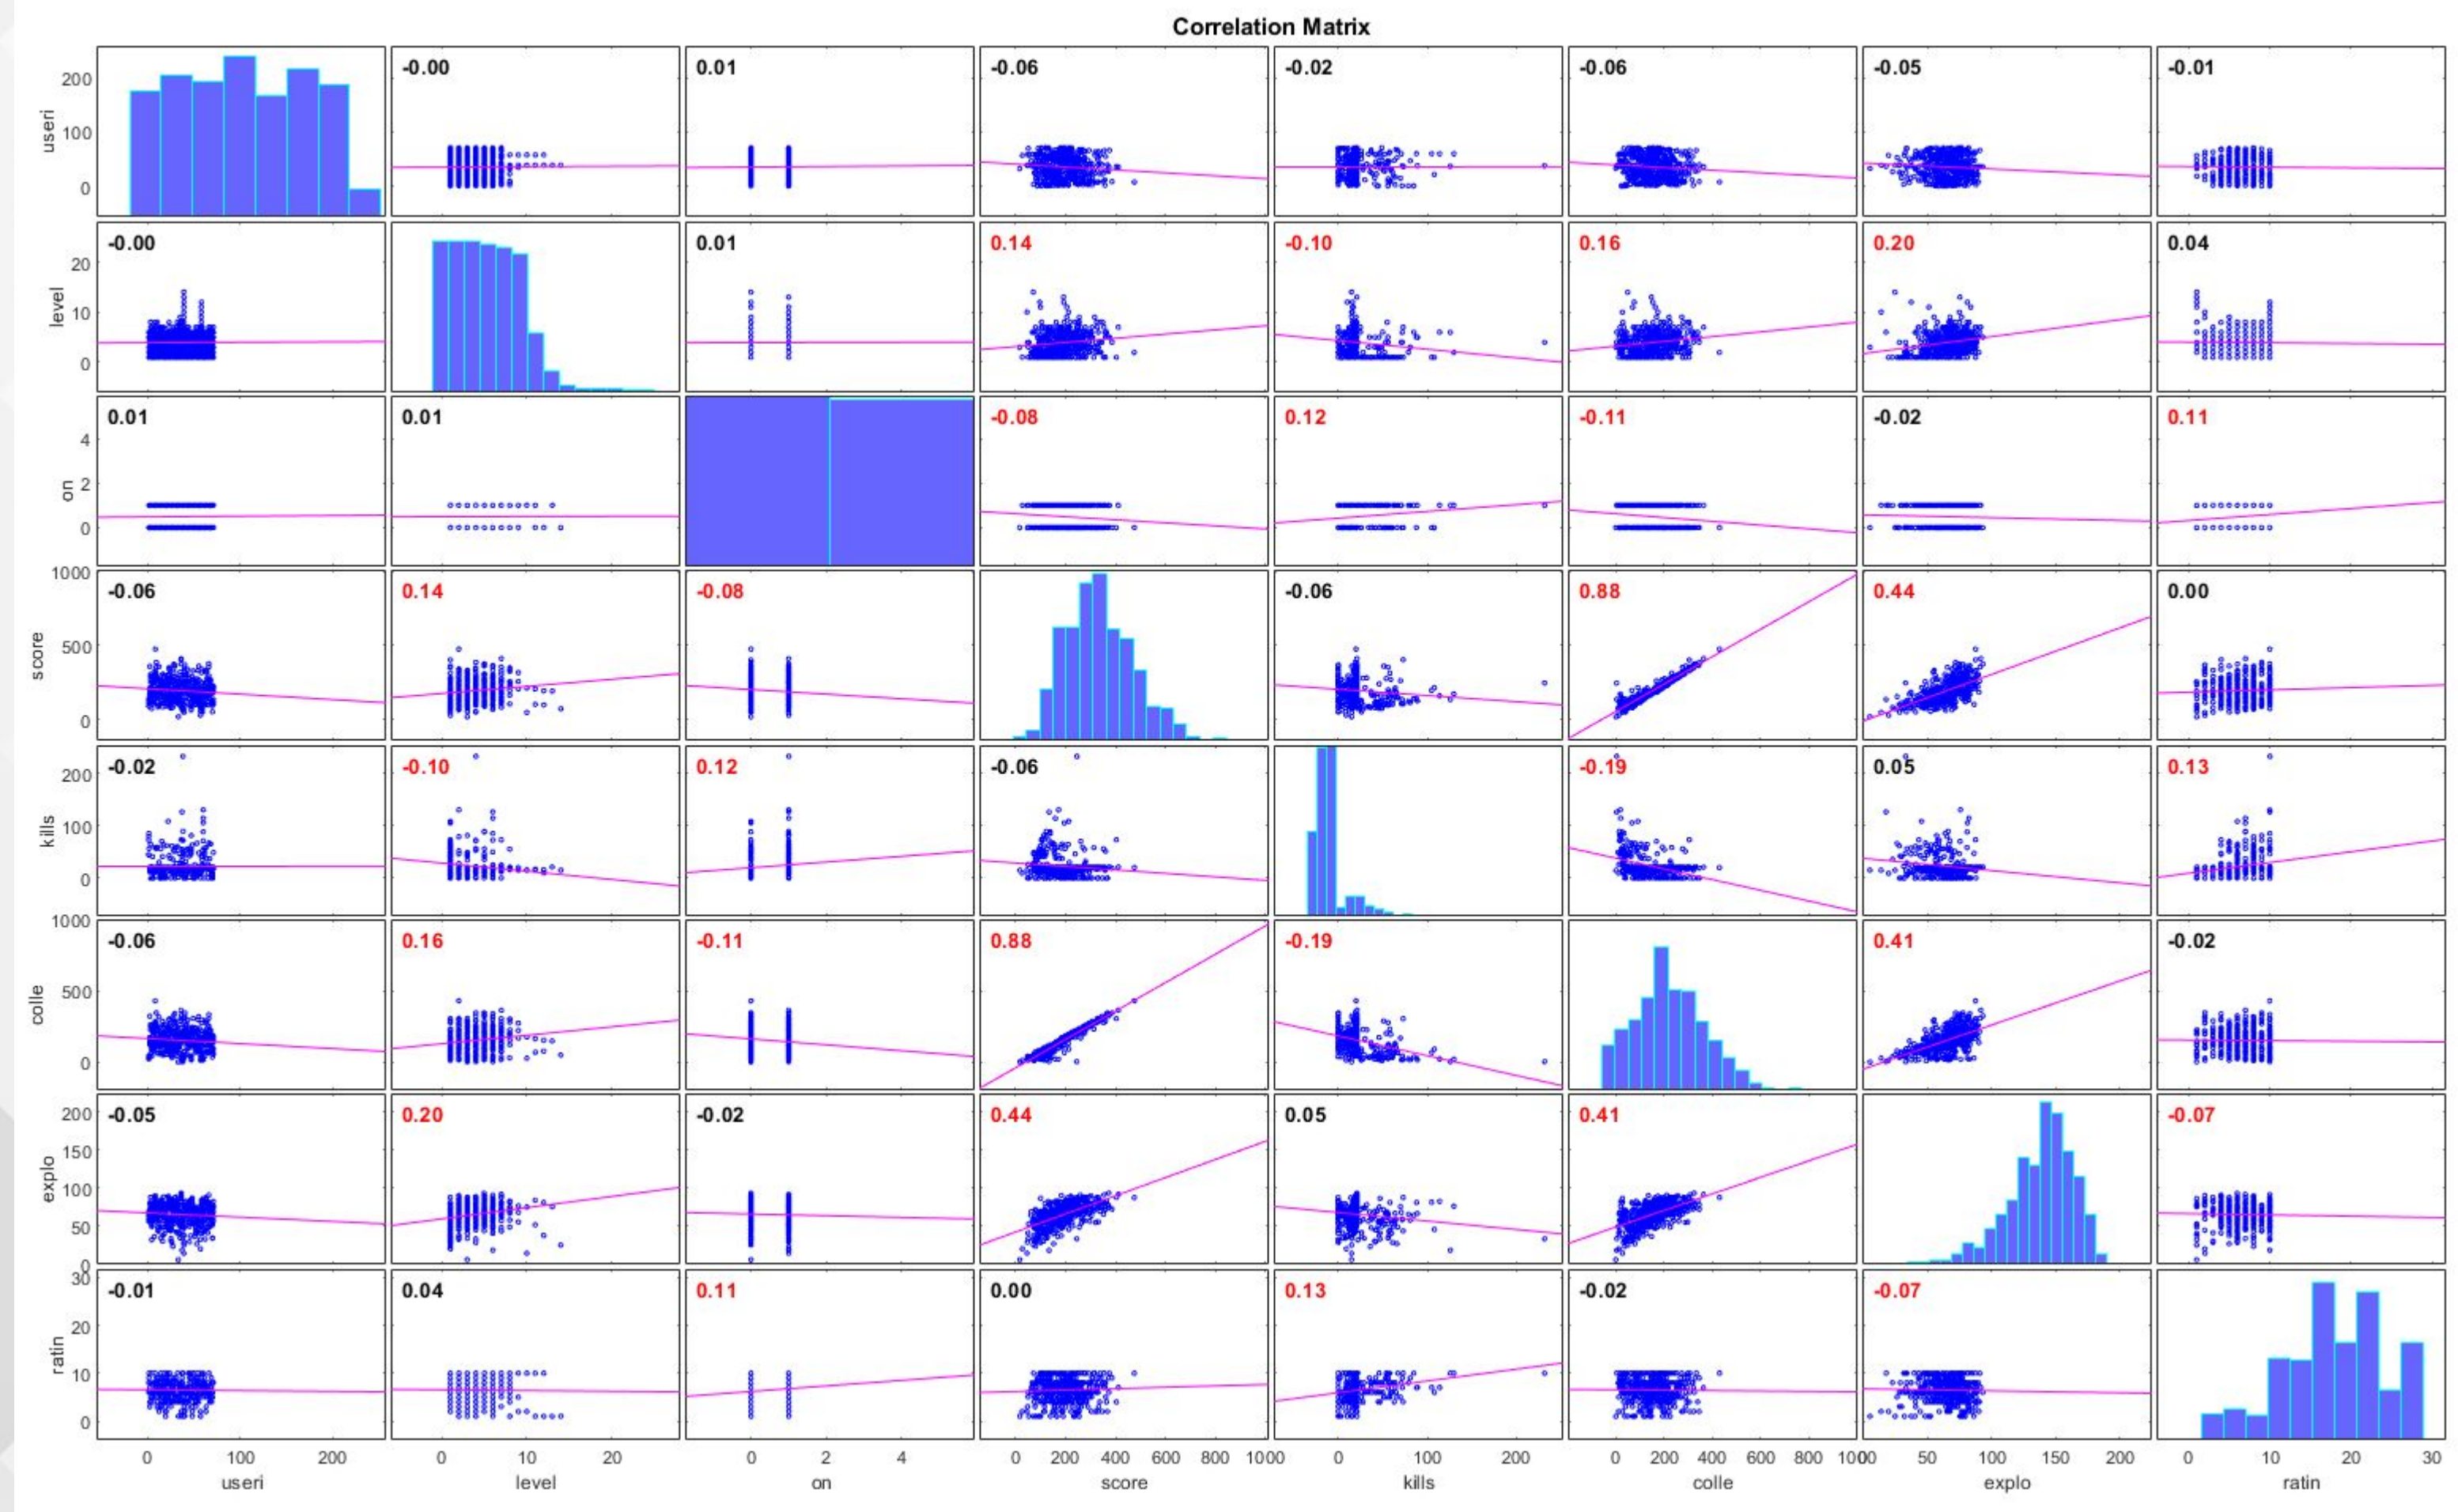 Correlation Matrix
useri 200 100 0 -0.00 0.01 -0.06 -0.02 -0.06 -0.05 -0.01
level 20 10 0 -0.00 0.01 0.14 -0.10 0.16 0.20 0.04
on 4 2 0 0.01 0.01 -0.08 0.12 -0.11 -0.02 0.11
score 1000 500 0 -0.06 0.14 -0.08 -0.06 0.88 0.44 0.00
kills 200 100 0 -0.02 -0.10 0.12 -0.06 -0.19 0.05 0.13
colle 1000 500 0 -0.06 0.16 -0.11 0.88 -0.19 0.41 -0.02
explo 200 150 100 50 0 -0.05 0.20 -0.02 0.44 0.05 0.41 -0.07
ratin 30 20 10 0 -0.01 0.04 0.11 0.00 0.13 -0.02 -0.07
0 100 200 0 10 20 0 2 4 0 200 400 600 800 1000 0 100 200 0 200 400 600 800 1000 50 100 150 200 0 10 20 30
useri level on score kills colle explo ratin